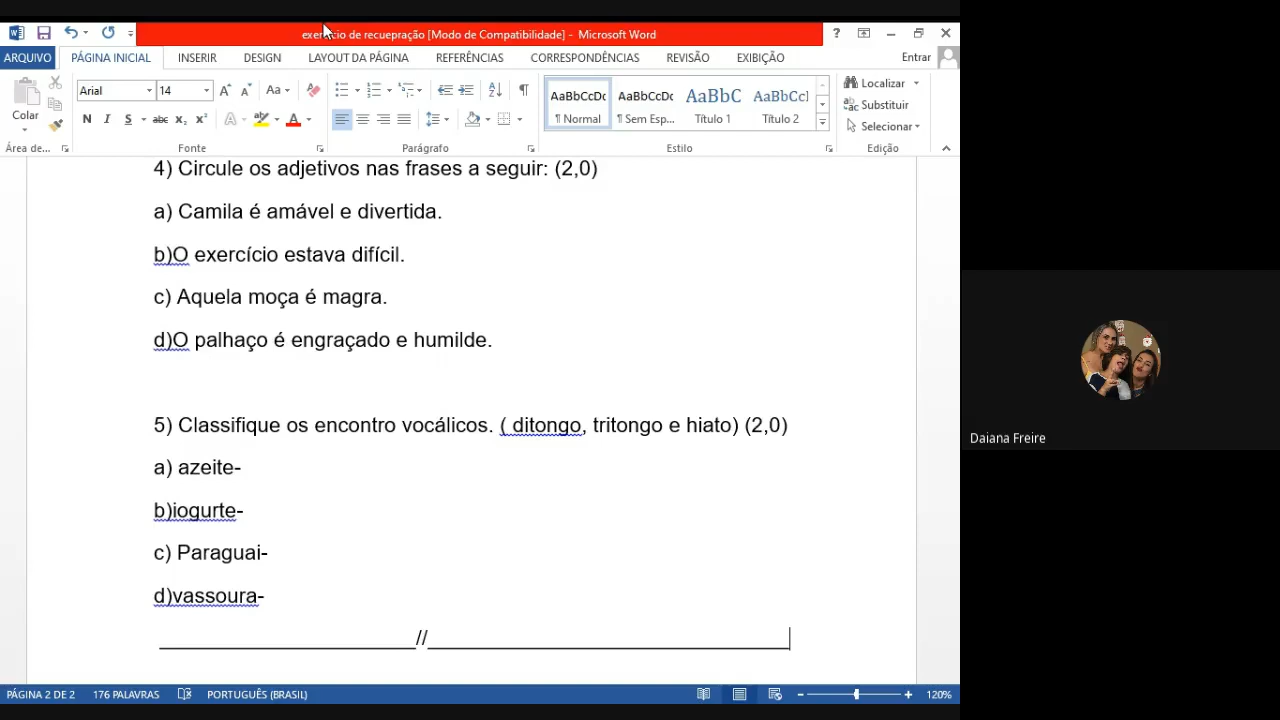 exercício de recuepração [Modo de Compatibilidade] - Microsoft Word
ARQUIVO PÁGINA INICIAL INSERIR DESIGN LAYOUT DA PÁGINA REFERÊNCIAS CORRESPONDÊNCIAS REVISÃO EXIBIÇÃO Entrar
Colar
Arial 14
AaBbCcDc AaBbCcDc AaBbC AaBbCc
¶ Normal ¶ Sem Esp... Título 1 Título 2
Localizar
Substituir
Selecionar
Área de... Fonte Parágrafo Estilo Edição
4) Circule os adjetivos nas frases a seguir: (2,0)
a) Camila é amável e divertida.
b)O exercício estava difícil.
c) Aquela moça é magra.
d)O palhaço é engraçado e humilde.
5) Classifique os encontro vocálicos. ( ditongo, tritongo e hiato) (2,0)
a) azeite-
b)iogurte-
c) Paraguai-
d)vassoura-
_______________________//________________________________
Daiana Freire
PÁGINA 2 DE 2 176 PALAVRAS PORTUGUÊS (BRASIL) 120%